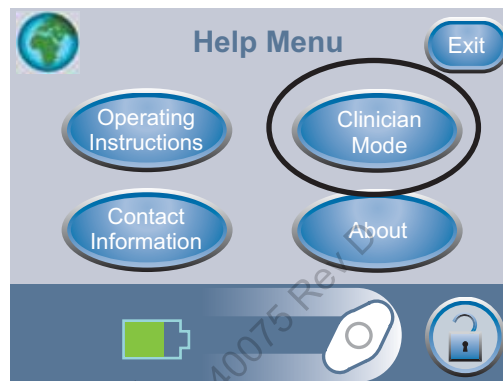 Help Menu
Exit
Operating
Instructions
Clinician
Mode
Contact
Information
About
40075 Rev D